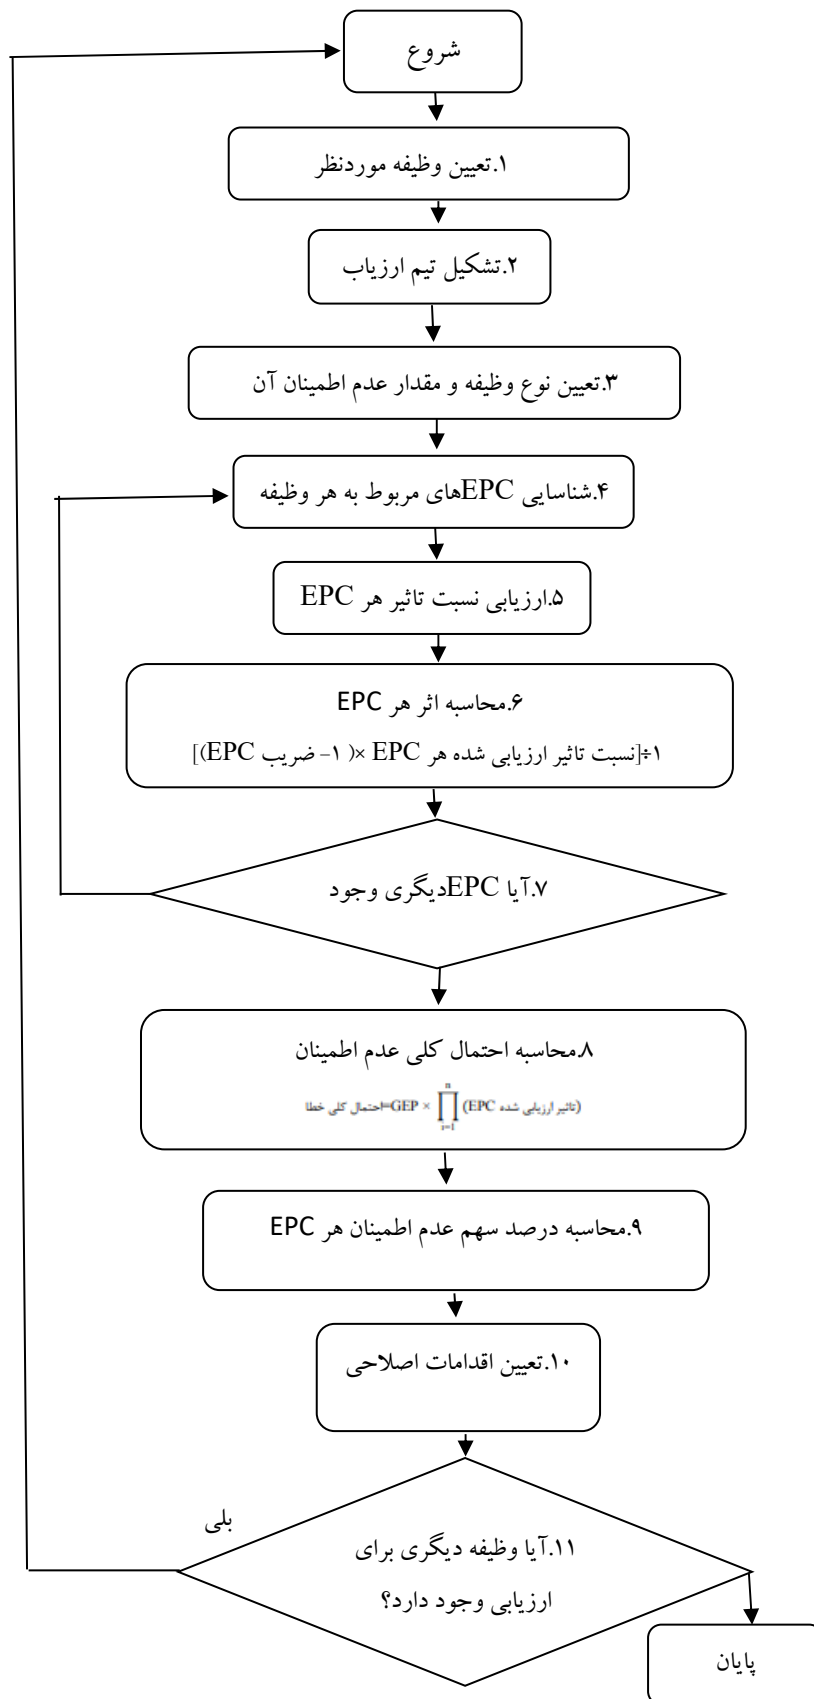 شروع
۱.تعیین وظیفه موردنظر
۲.تشکیل تیم ارزیاب
۳.تعیین نوع وظیفه و مقدار عدم اطمینان آن
۴.شناسایی EPCهای مربوط به هر وظیفه
۵.ارزیابی نسبت تاثیر هر EPC
۶.محاسبه اثر هر EPC
۱÷[نسبت تاثیر ارزیابی شده هر EPC ×( ۱- ضریب EPC)]
۷.آیا EPCدیگری وجود
۸.محاسبه احتمال کلی عدم اطمینان
احتمال کلی خطا=GEP × ∏ⁿᵢ₌₁ (تاثیر ارزیابی شده EPC)
۹.محاسبه درصد سهم عدم اطمینان هر EPC
۱۰.تعیین اقدامات اصلاحی
بلی
۱۱.آیا وظیفه دیگری برای
ارزیابی وجود دارد؟
پایان